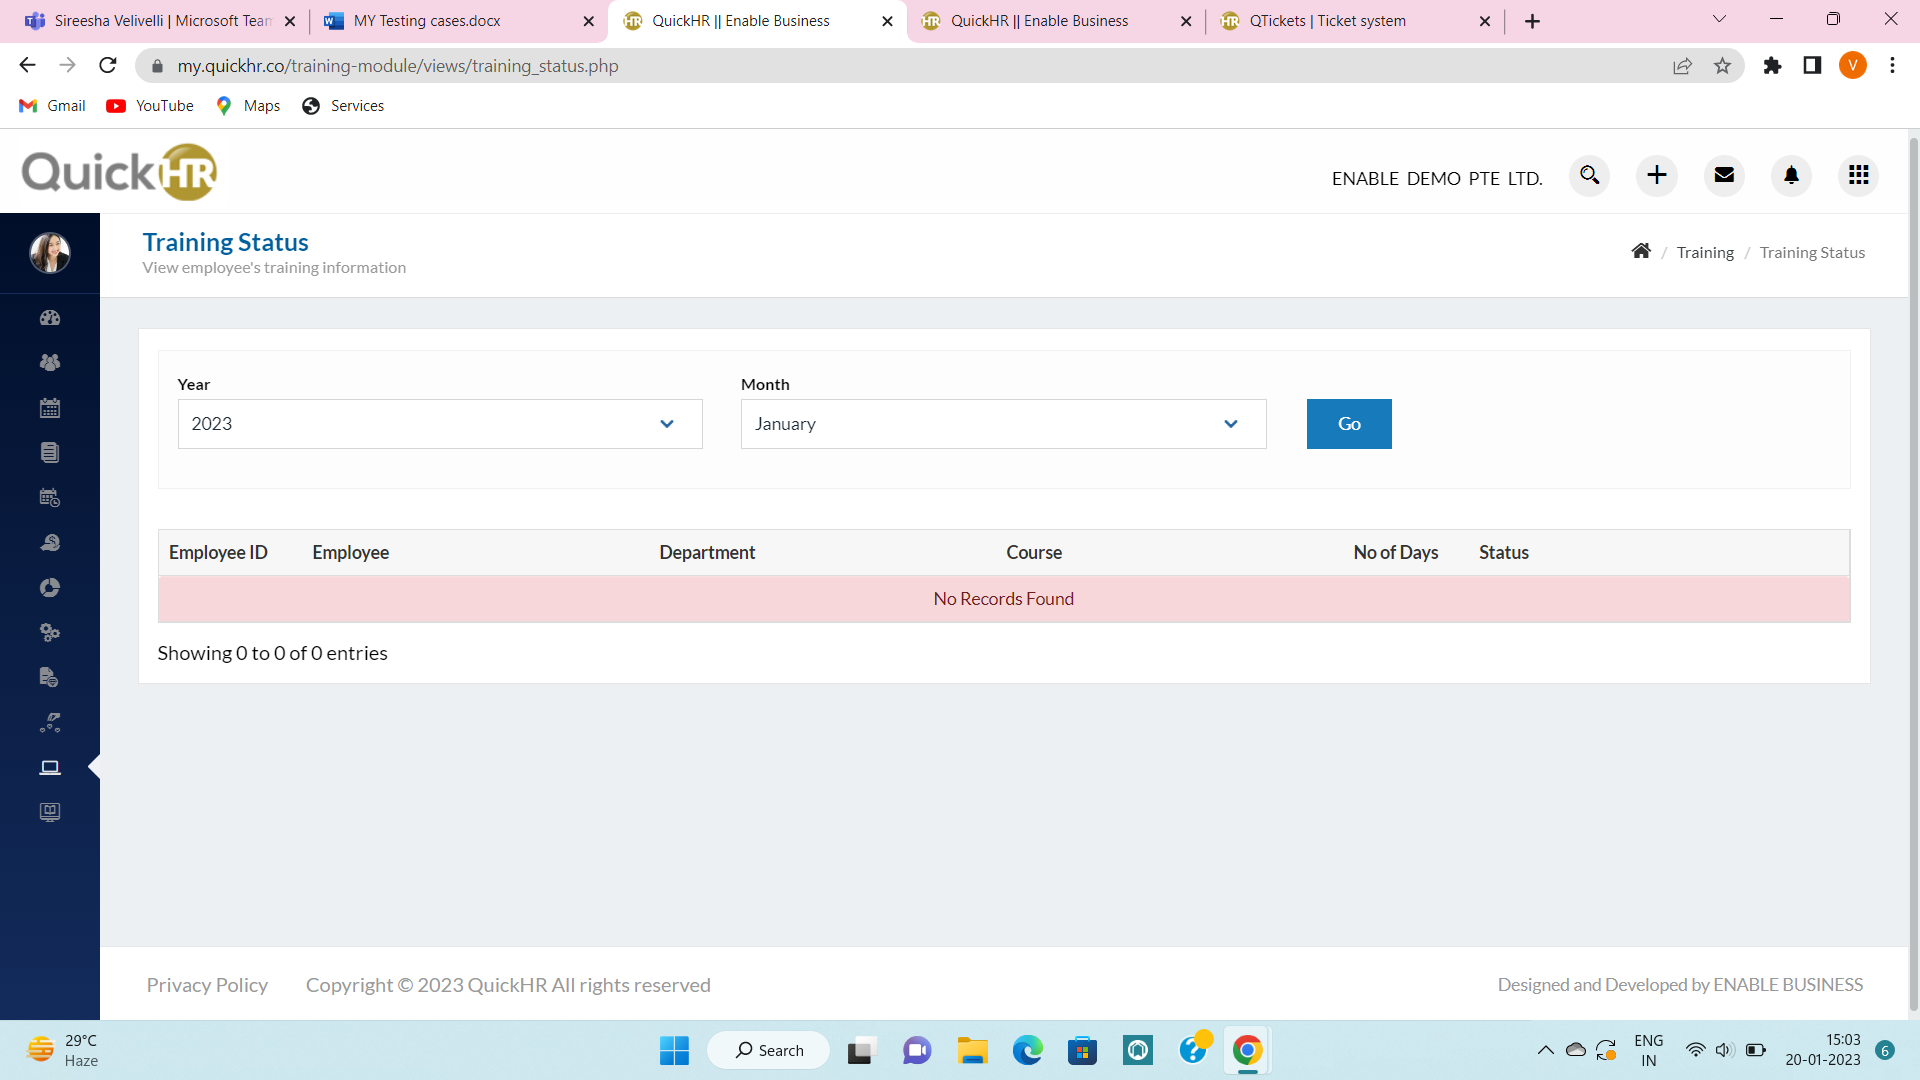 Sireesha Velivelli | Microsoft Team
MY Testing cases.docx
QuickHR || Enable Business
QuickHR || Enable Business
QTickets | Ticket system
my.quickhr.co/training-module/views/training_status.php
V
Gmail
YouTube
Maps
Services
QuickHR
ENABLE DEMO PTE LTD.
Training Status
View employee's training information
/ Training / Training Status
Year
Month
2023
January
Go
Employee ID Employee Department Course No of Days Status
No Records Found
Showing 0 to 0 of 0 entries
Privacy Policy
Copyright © 2023 QuickHR All rights reserved
Designed and Developed by ENABLE BUSINESS
29°C
Haze
Search
ENG
IN
15:03
20-01-2023
6